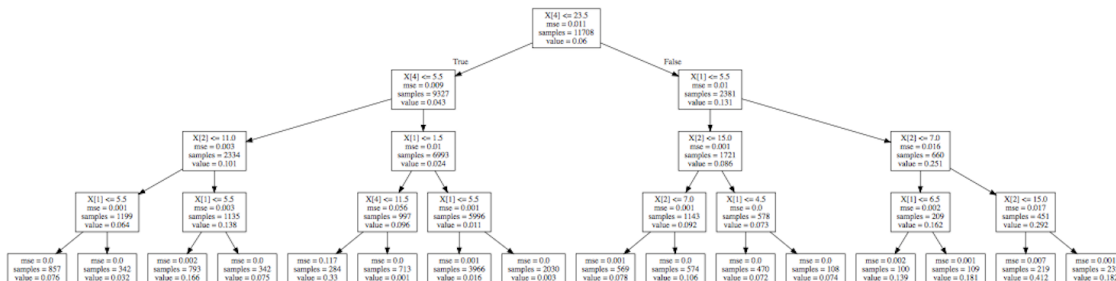 X[4] <= 23.5
mse = 0.011
samples = 11708
value = 0.06
True
False
X[4] <= 5.5
mse = 0.009
samples = 9327
value = 0.043
X[1] <= 5.5
mse = 0.01
samples = 2381
value = 0.131
X[2] <= 11.0
mse = 0.003
samples = 2334
value = 0.101
X[1] <= 1.5
mse = 0.01
samples = 6993
value = 0.024
X[2] <= 15.0
mse = 0.001
samples = 1721
value = 0.086
X[2] <= 7.0
mse = 0.016
samples = 660
value = 0.251
X[1] <= 5.5
mse = 0.001
samples = 1199
value = 0.064
X[1] <= 5.5
mse = 0.003
samples = 1135
value = 0.138
X[4] <= 11.5
mse = 0.056
samples = 997
value = 0.096
X[1] <= 5.5
mse = 0.001
samples = 5996
value = 0.011
X[2] <= 7.0
mse = 0.001
samples = 1143
value = 0.092
X[1] <= 4.5
mse = 0.0
samples = 578
value = 0.073
X[1] <= 6.5
mse = 0.002
samples = 209
value = 0.162
X[2] <= 15.0
mse = 0.017
samples = 451
value = 0.292
mse = 0.0
samples = 857
value = 0.076
mse = 0.0
samples = 342
value = 0.032
mse = 0.002
samples = 793
value = 0.166
mse = 0.0
samples = 342
value = 0.075
mse = 0.117
samples = 284
value = 0.33
mse = 0.0
samples = 713
value = 0.001
mse = 0.001
samples = 3966
value = 0.016
mse = 0.0
samples = 2030
value = 0.003
mse = 0.001
samples = 569
value = 0.078
mse = 0.0
samples = 574
value = 0.106
mse = 0.0
samples = 470
value = 0.072
mse = 0.0
samples = 108
value = 0.074
mse = 0.002
samples = 100
value = 0.139
mse = 0.001
samples = 109
value = 0.181
mse = 0.007
samples = 219
value = 0.412
mse = 0.001
samples =
value =